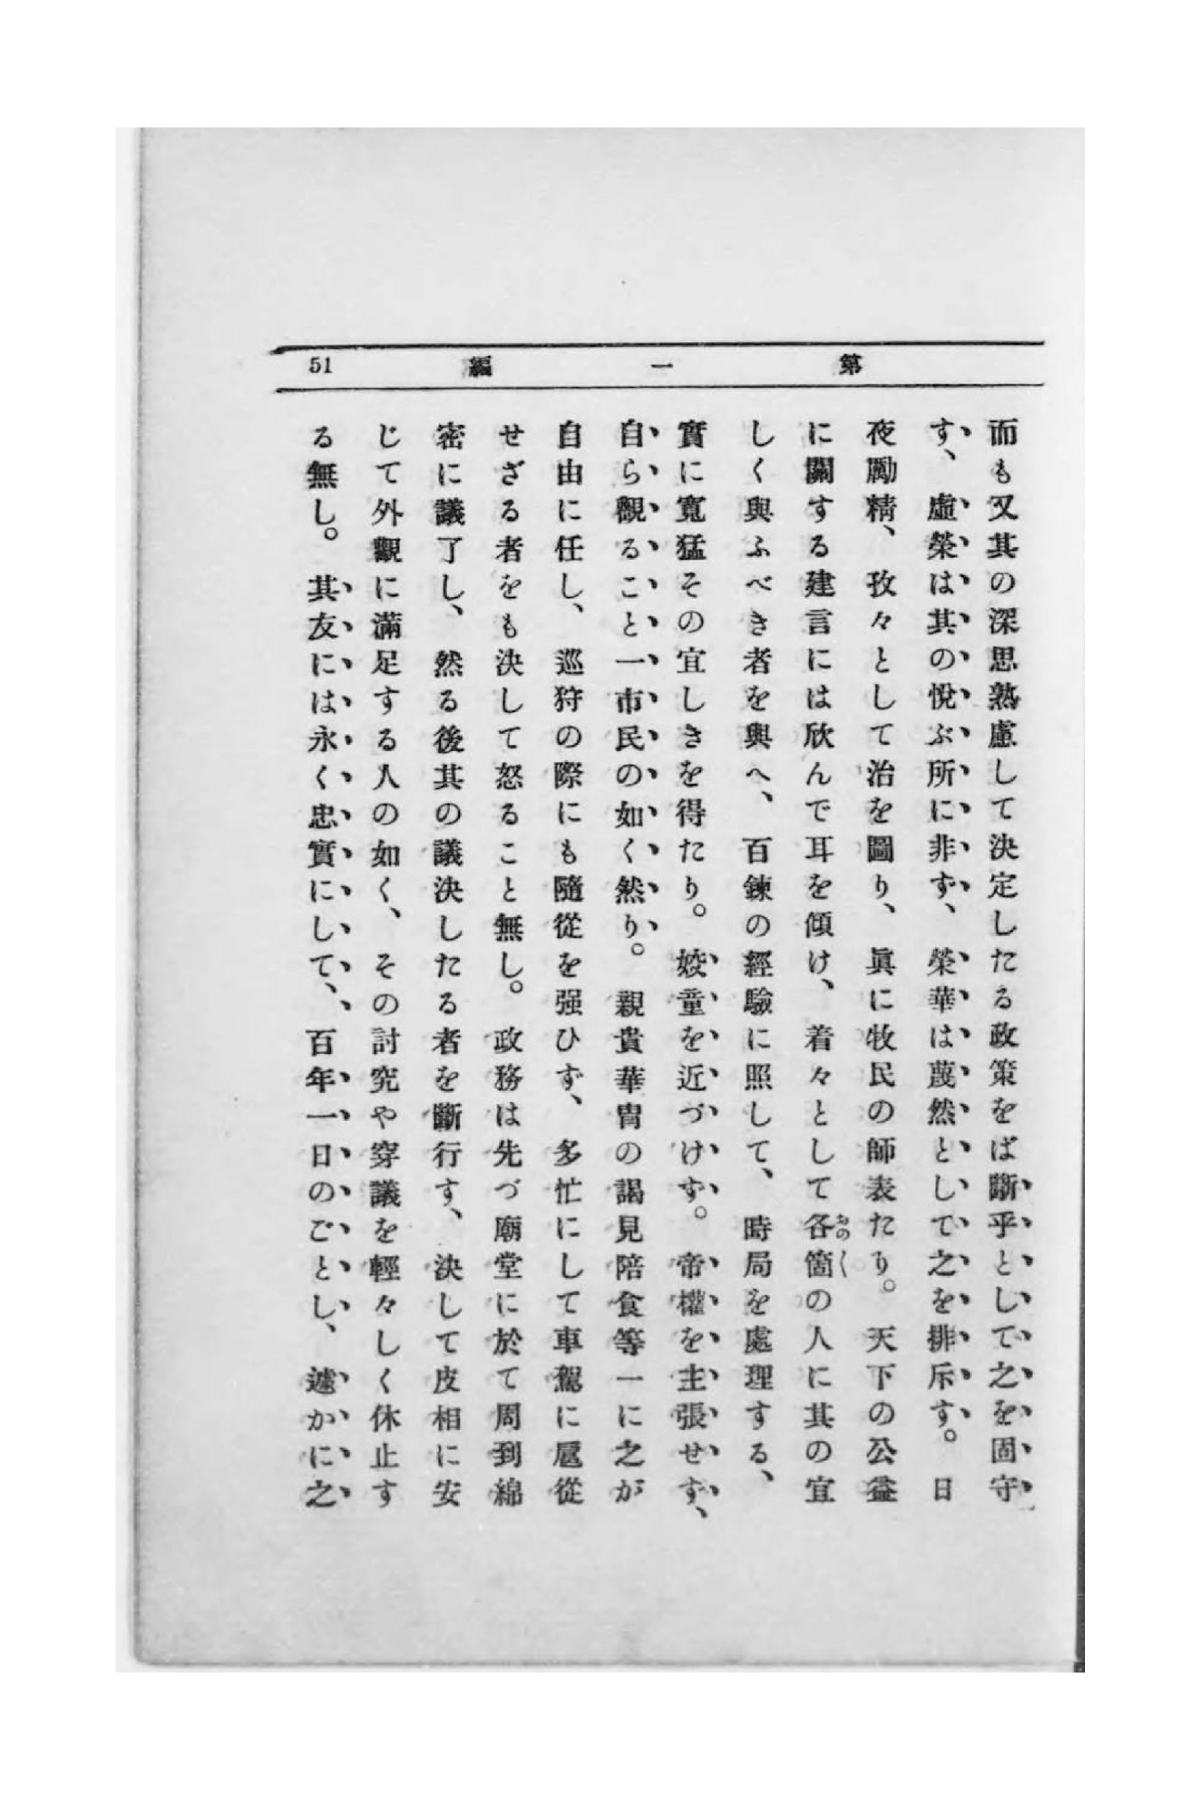 第一編 51
而も又其の深思熟慮して決定したる政策をば斷乎として之を固守
す、虛榮は其の悅ぶ所に非ず、榮華は蔑然として之を排斥す。日
夜勵精、孜々として治を圖り、眞に牧民の師表たり。天下の公益
に關する建言には欣んで耳を傾け、着々として各箇の人に其の宜
おの〱
しく與ふべき者を與へ、百鍊の經驗に照して、時局を處理する、
實に寬猛その宜しきを得たり。姣童を近づけず。帝權を主張せず、
自ら觀ること一市民の如く然り。親貴華冑の謁見陪食等一に之が
自由に任し、巡狩の際にも隨從を强ひず、多忙にして車駕に扈從
せざる者をも決して怒ること無し。政務は先づ廟堂に於て周到綿
密に議了し、然る後其の議決したる者を斷行す、決して皮相に安
じて外觀に滿足する人の如く、その討究や穿議を輕々しく休止す
る無し。其友には永く忠實にして、百年一日のごとし、遽かに之